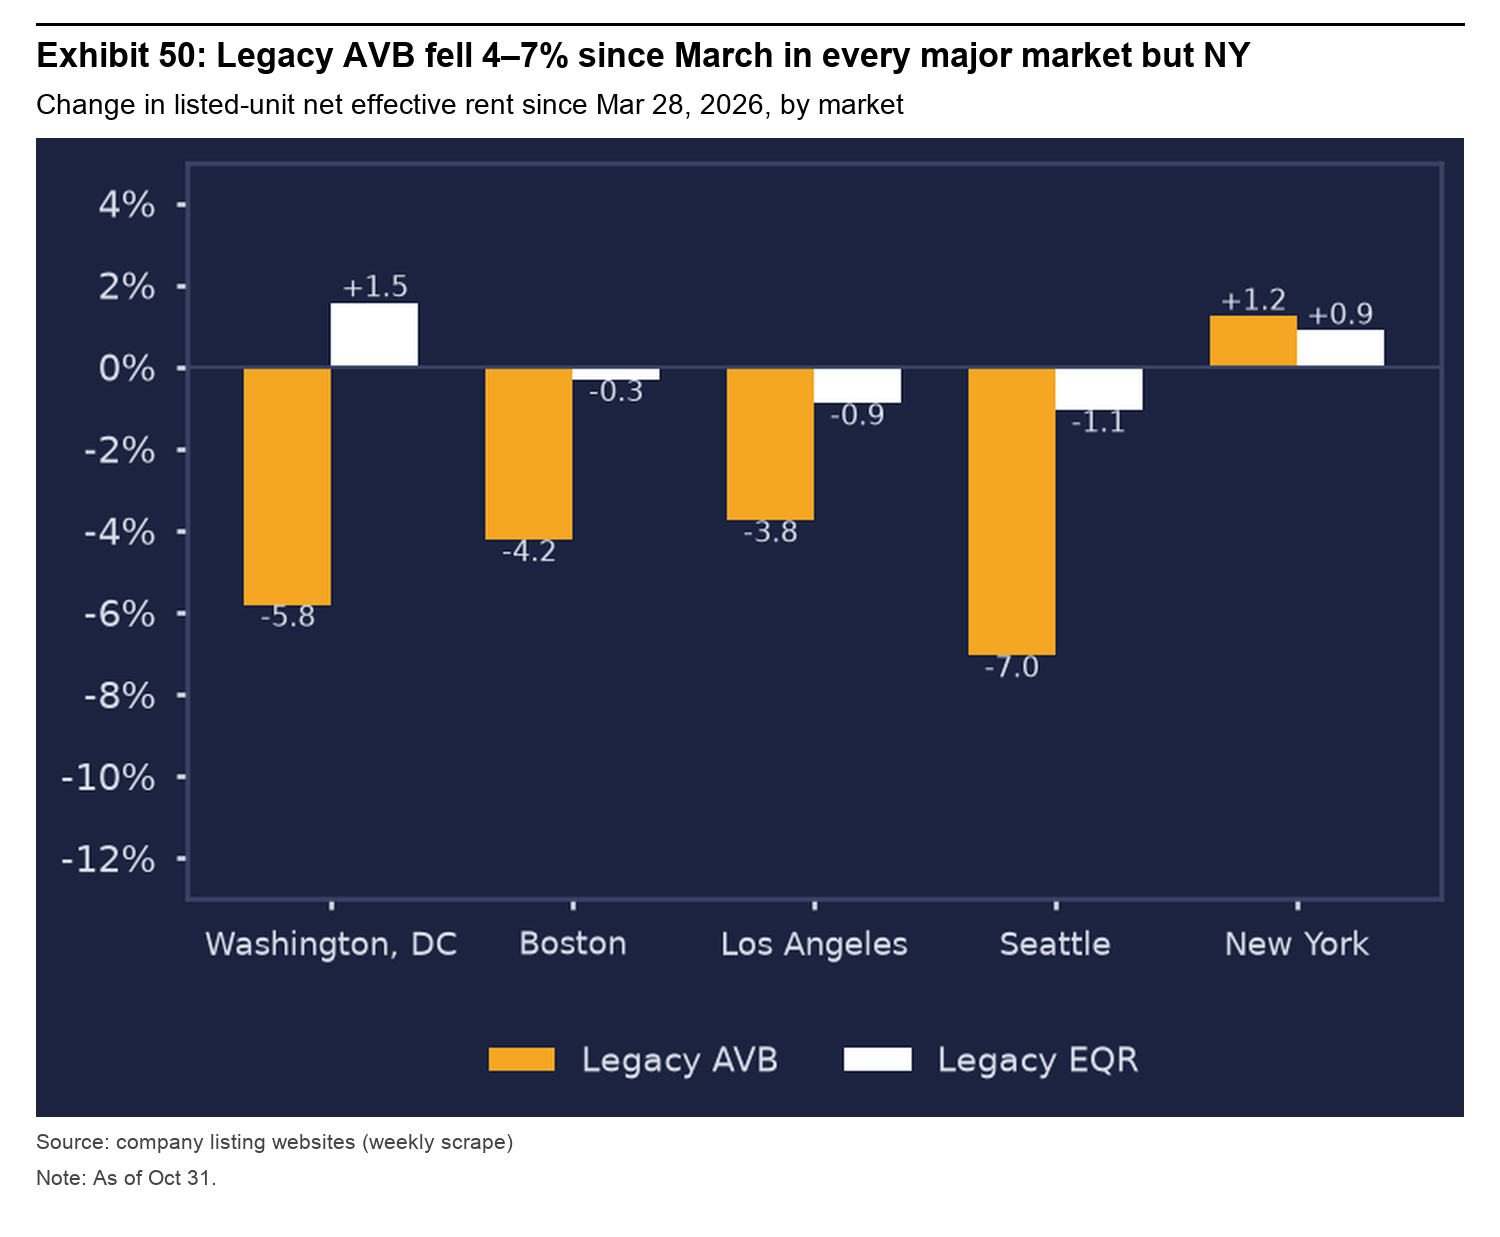 Exhibit 50: Legacy AVB fell 4–7% since March in every major market but NY
Change in listed-unit net effective rent since Mar 28, 2026, by market
4%
2%
0%
-2%
-4%
-6%
-8%
-10%
-12%
+1.5
-5.8
-4.2
-0.3
-3.8
-0.9
-7.0
-1.1
+1.2
+0.9
Washington, DC
Boston
Los Angeles
Seattle
New York
Legacy AVB
Legacy EQR
Source: company listing websites (weekly scrape)
Note: As of Oct 31.